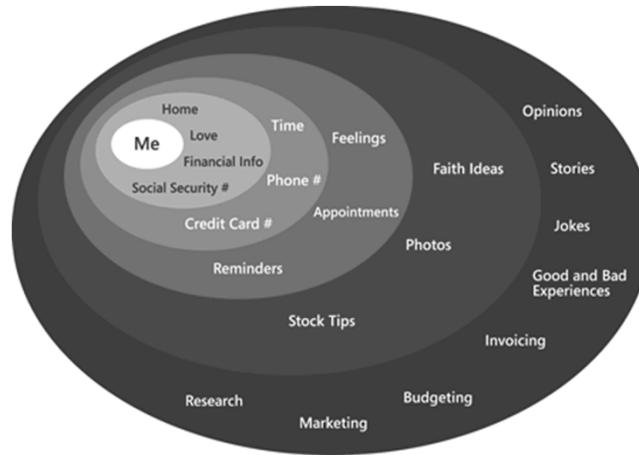 Home
Me
Love
Financial Info
Social Security #
Time
Phone #
Credit Card #
Feelings
Appointments
Reminders
Faith Ideas
Photos
Stock Tips
Opinions
Stories
Jokes
Good and Bad
Experiences
Invoicing
Budgeting
Marketing
Research